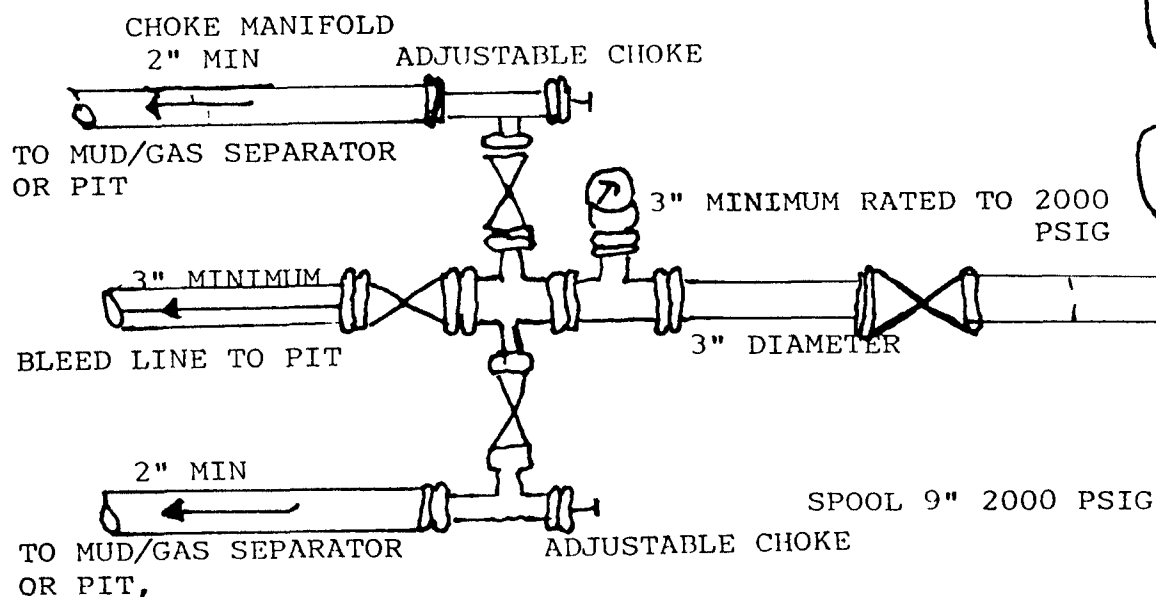 CHOKE MANIFOLD
2" MIN
ADJUSTABLE CHOKE
TO MUD/GAS SEPARATOR
OR PIT
3" MINIMUM RATED TO 2000
PSIG
3" MINIMUM
BLEED LINE TO PIT
3" DIAMETER
2" MIN
SPOOL 9" 2000 PSIG
TO MUD/GAS SEPARATOR
OR PIT,
ADJUSTABLE CHOKE